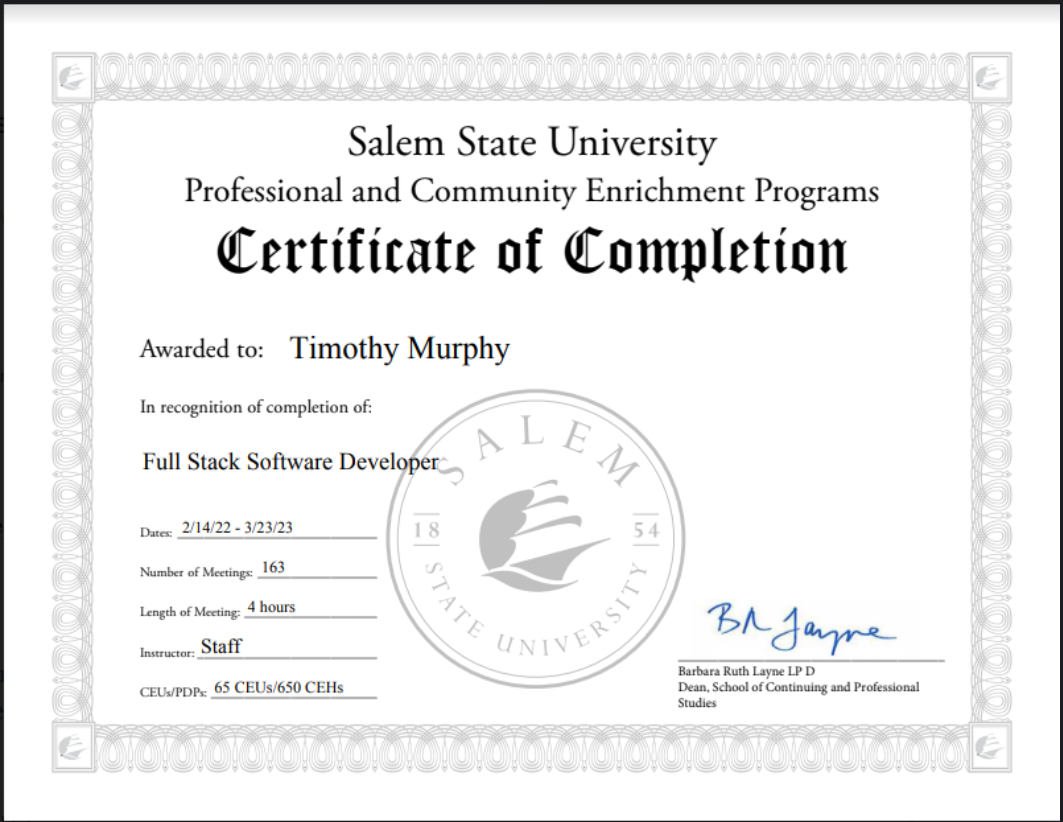 Salem State University
Professional and Community Enrichment Programs
Certificate of Completion
Awarded to: Timothy Murphy
In recognition of completion of:
Full Stack Software Developer
SALEM
18 54
STATE UNIVERSITY
Dates: 2/14/22 - 3/23/23
Number of Meetings: 163
Length of Meeting: 4 hours
Instructor: Staff
CEUs/PDPs: 65 CEUs/650 CEHs
BR Layne
Barbara Ruth Layne LP D
Dean, School of Continuing and Professional
Studies